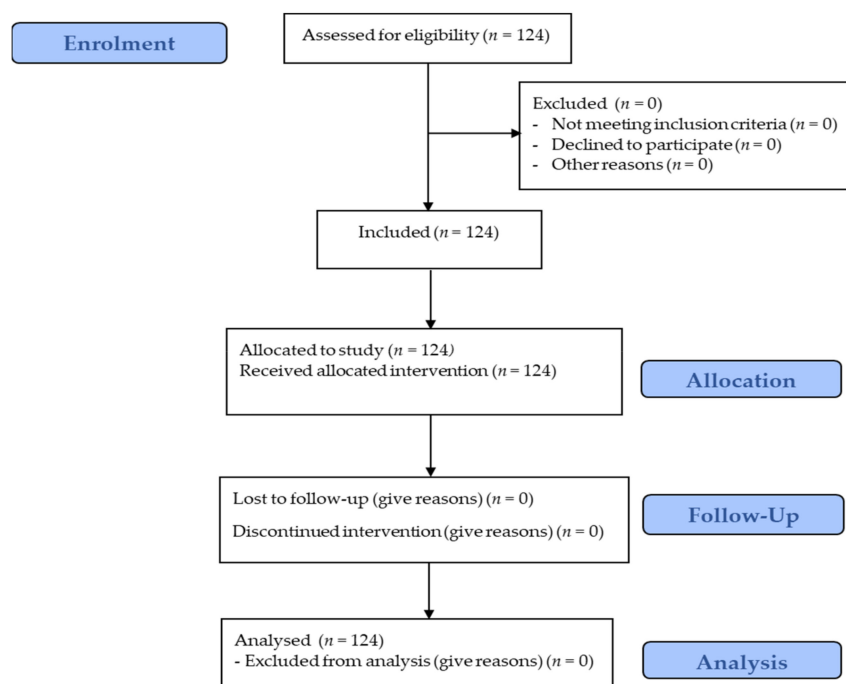 Enrolment
Assessed for eligibility (n = 124)
Excluded (n = 0)
- Not meeting inclusion criteria (n = 0)
- Declined to participate (n = 0)
- Other reasons (n = 0)
Included (n = 124)
Allocated to study (n = 124)
Received allocated intervention (n = 124)
Allocation
Lost to follow-up (give reasons) (n = 0)
Discontinued intervention (give reasons) (n = 0)
Follow-Up
Analysed (n = 124)
- Excluded from analysis (give reasons) (n = 0)
Analysis